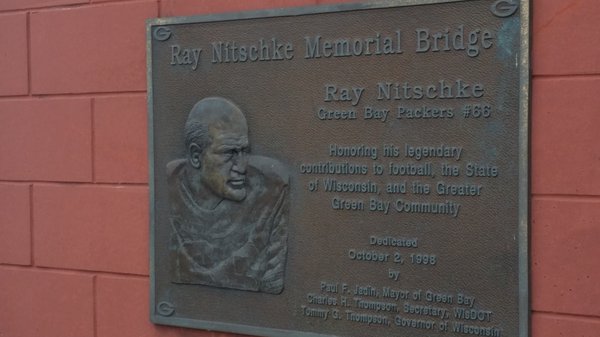 G
66
Ray Nitschke Memorial Bridge
Ray Nitschke
Green Bay Packers #66
Honoring his legendary
contributions to football, the State
of Wisconsin, and the Greater
Green Bay Community
Dedicated
October 2, 1998
by
Paul F. Jadin, Mayor of Green Bay
Charles H. Thompson, Secretary, WisDOT
Tommy G. Thompson, Governor of Wisconsin
G